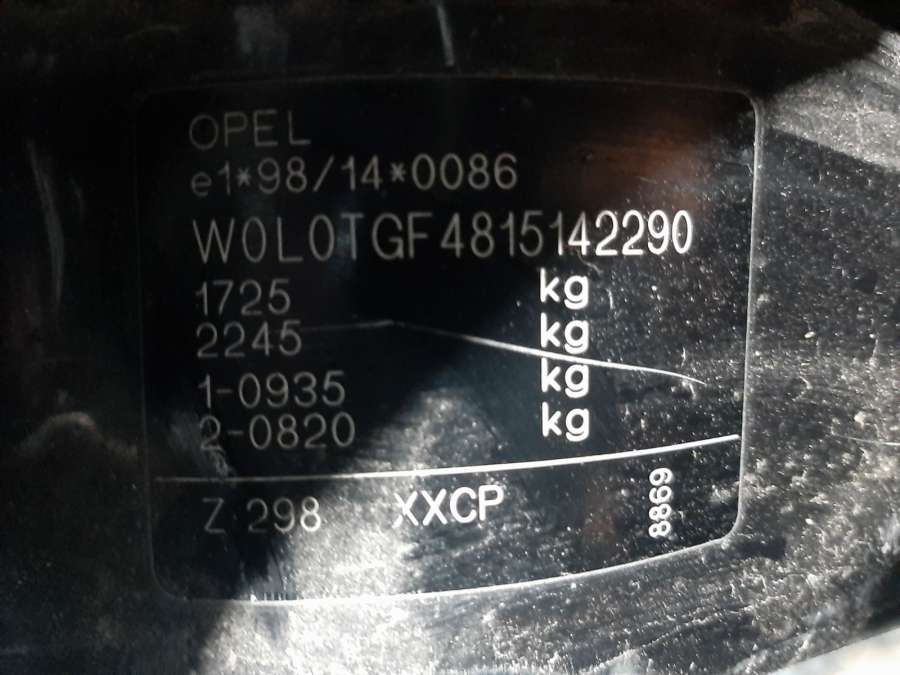 OPEL
e1*98/14*0086
W0L0TGF4815142290
1725 kg
2245 kg
1-0935 kg
2-0820 kg
Z 298 XXCP 8869